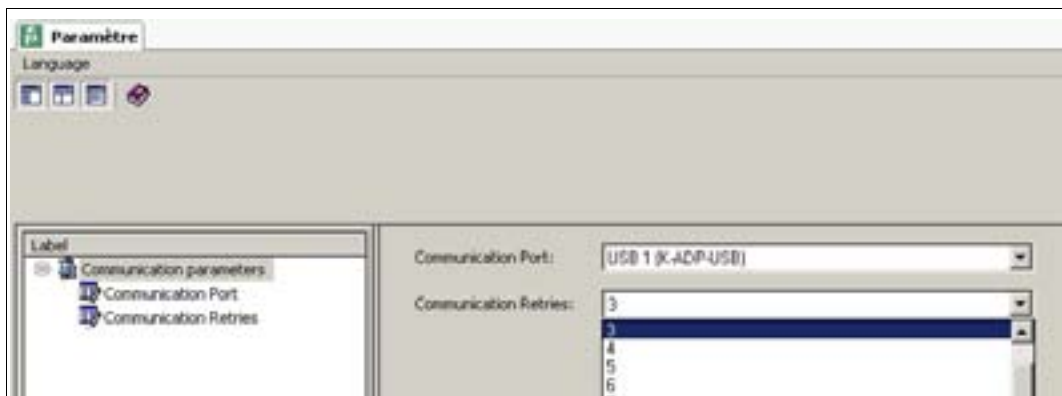 Paramètre
Language
Label
Communication parameters
Communication Port
Communication Retries
Communication Port: USB 1 (K-ADP-USB)
Communication Retries: 3
3
4
5
6